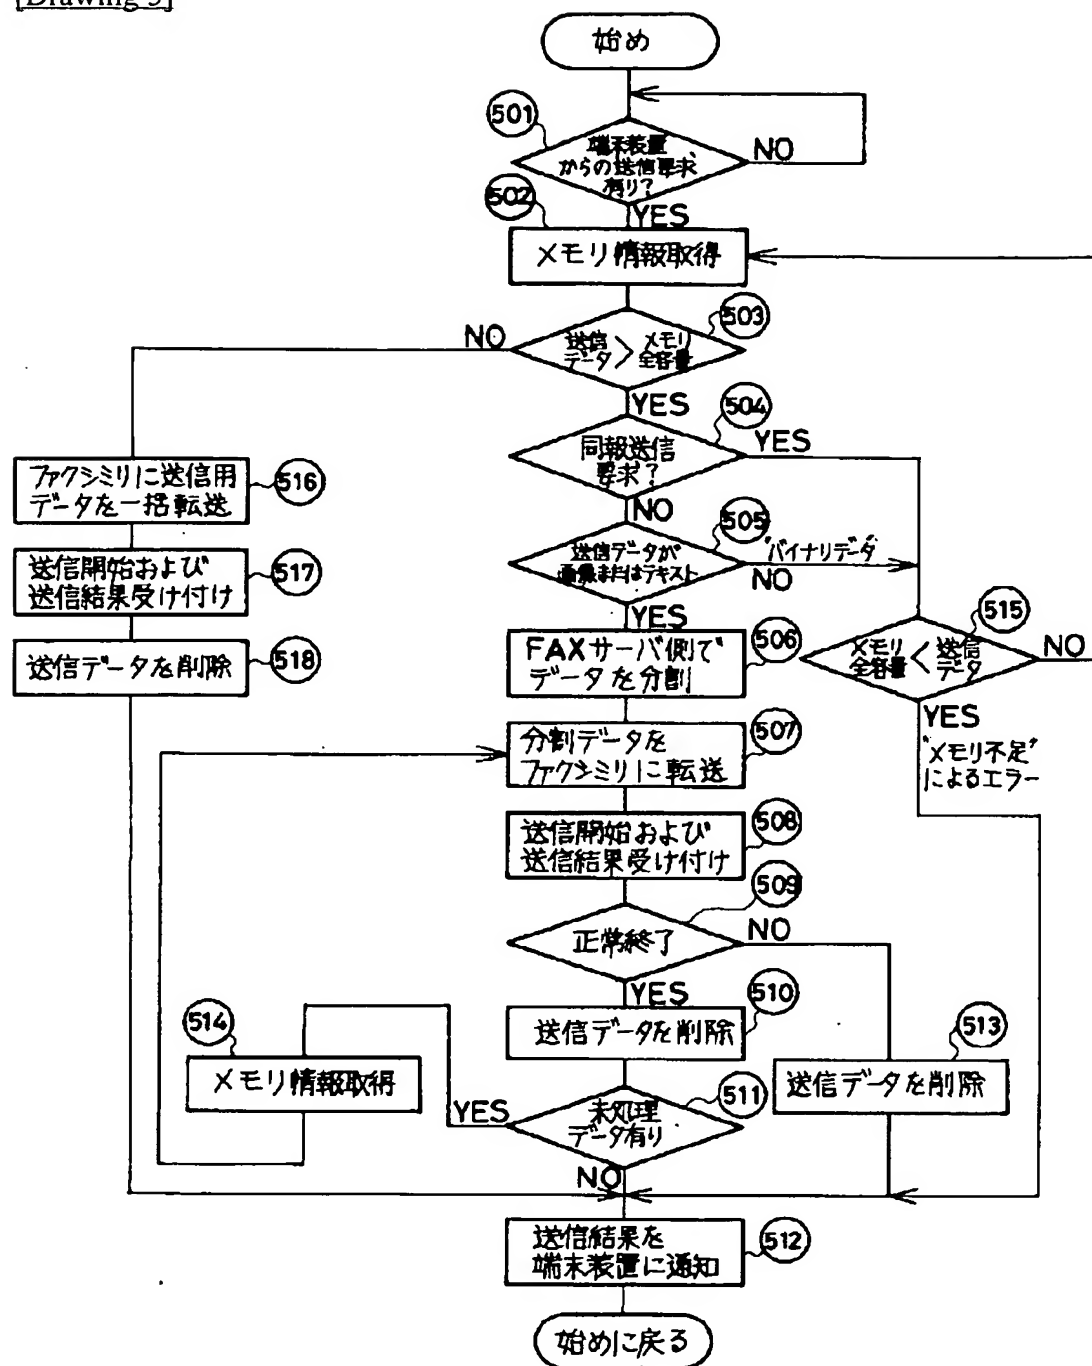 [Drawing 5]
始め
501
端末装置
からの送信要求
有り?
NO
YES
502
メモリ情報取得
503
送信
データ
>
メモリ
全容量
NO
YES
504
同報送信
要求?
YES
NO
505
送信データが
画像またはテキスト
"バイナリデータ"
NO
YES
506
FAXサーバ側で
データを分割
515
メモリ
全容量
<
送信
データ
NO
YES
"メモリ不足"
によるエラー
516
ファクシミリに送信用
データを一括転送
517
送信開始および
送信結果受け付け
518
送信データを削除
507
分割データを
ファクシミリに転送
508
送信開始および
送信結果受け付け
509
正常終了
NO
YES
510
送信データを削除
513
送信データを削除
514
メモリ情報取得
511
未処理
データ有り
YES
NO
512
送信結果を
端末装置に通知
始めに戻る